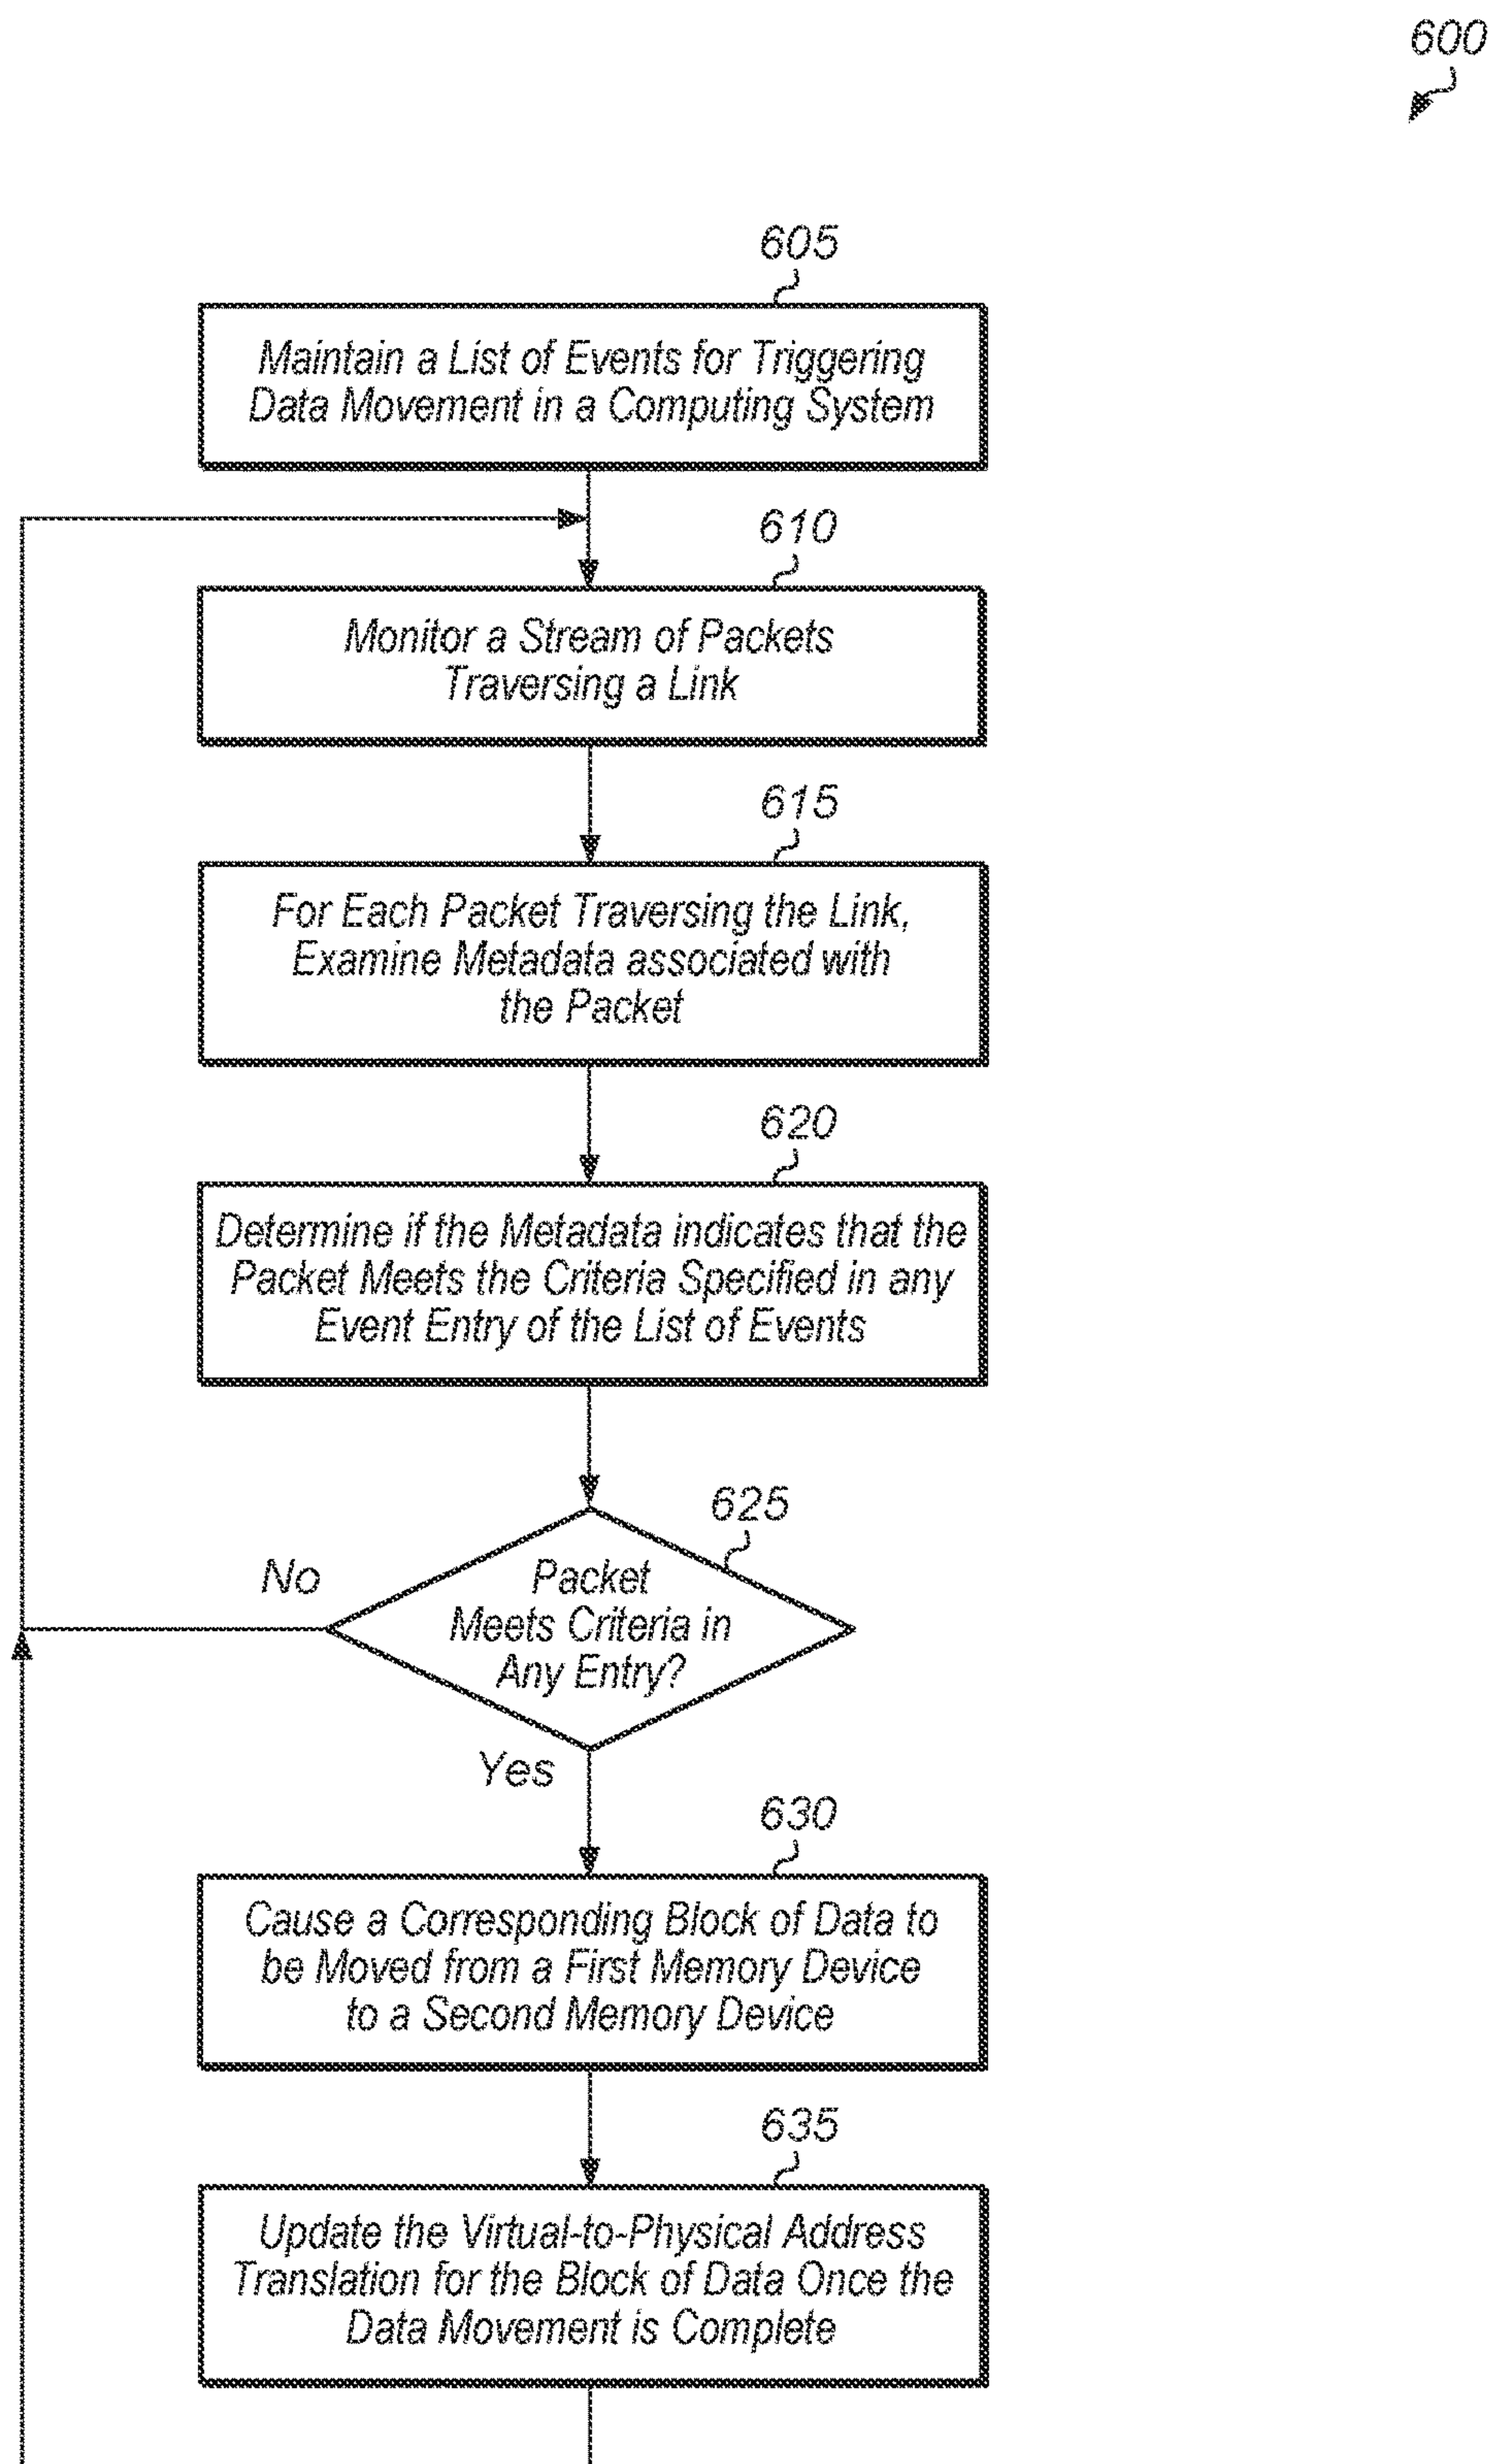 600
605
Maintain a List of Events for Triggering
Data Movement in a Computing System
610
Monitor a Stream of Packets
Traversing a Link
615
For Each Packet Traversing the Link,
Examine Metadata associated with
the Packet
620
Determine if the Metadata indicates that the
Packet Meets the Criteria Specified in any
Event Entry of the List of Events
625
No
Packet
Meets Criteria in
Any Entry?
Yes
630
Cause a Corresponding Block of Data to
be Moved from a First Memory Device
to a Second Memory Device
635
Update the Virtual-to-Physical Address
Translation for the Block of Data Once the
Data Movement is Complete